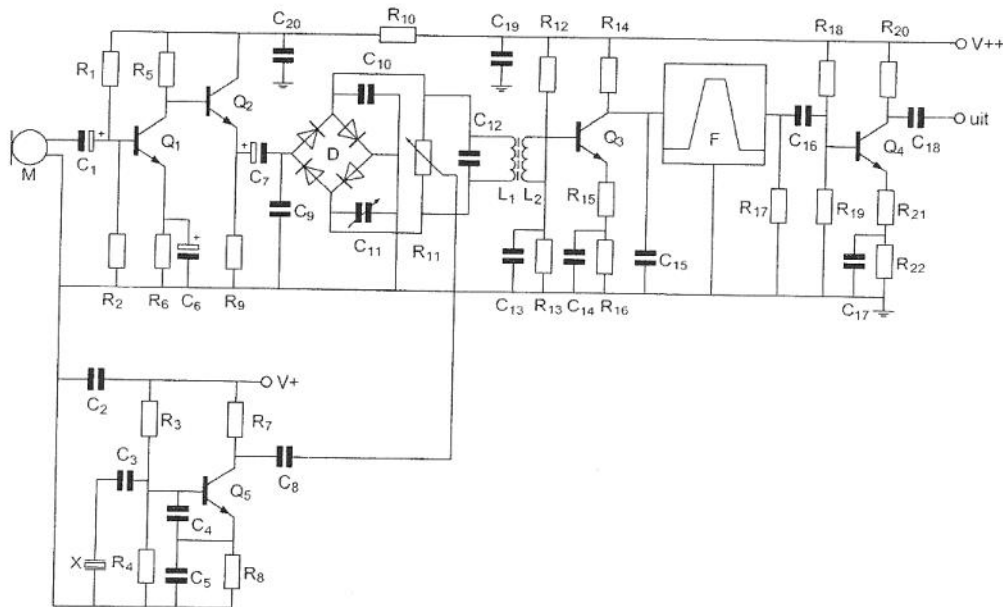 C20 R10 C19 R12 R14 R18 R20
V++
R1 R5 Q2 C10
C12
Q1 D Q3 F C16 Q4 C18 uit
M C1 C7
C9 L1 L2 R15 R17 R19 R21
C11 R11
C15 R22
R2 R6 C6 R9 C13 R13 C14 R16 C17
V+
C2 R3 R7
C3 C8
Q5
C4
X R4 C5 R8
+
+
+